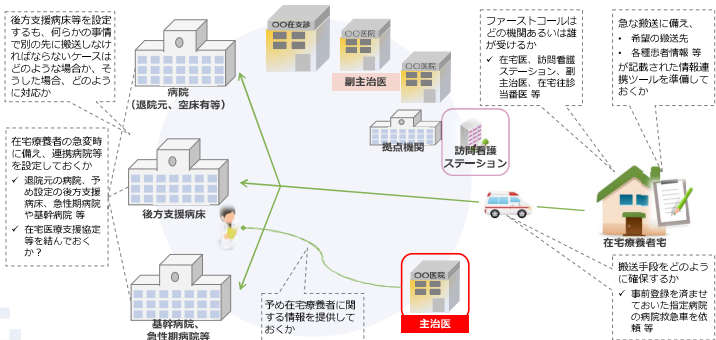 後方支援病床等を設定
するも、何らかの事情
で別の先に搬送しなけ
ればならないケースは
どのような場合か、そ
うした場合、どのよう
に対応か
在宅療養者の急変時
に備え、連携病院等
を設定しておくか
✓ 退院元の病院、予
め設定の後方支援
病床、急性期病院
や基幹病院 等
✓ 在宅医療支援協定
等を結んでおく
か？
病院
（退院元、空床有等）
後方支援病床
基幹病院、
急性期病院等
〇〇在支診
〇〇医院
副主治医
〇〇医院
拠点機関
訪問看護
ステーション
ファーストコールは
どの機関あるいは誰
が受けるか
✓ 在宅医、訪問看護
ステーション、副
主治医、在宅往診
当番医 等
急な搬送に備え、
• 希望の搬送先
• 各種患者情報 等
が記載された情報連
携ツールを準備して
おくか
在宅療養者宅
搬送手段をどのよう
に確保するか
✓ 事前登録を済ませ
ておいた指定病院
の病院救急車を依
頼 等
予め在宅療養者に関
する情報を提供して
おくか
〇〇医院
主治医